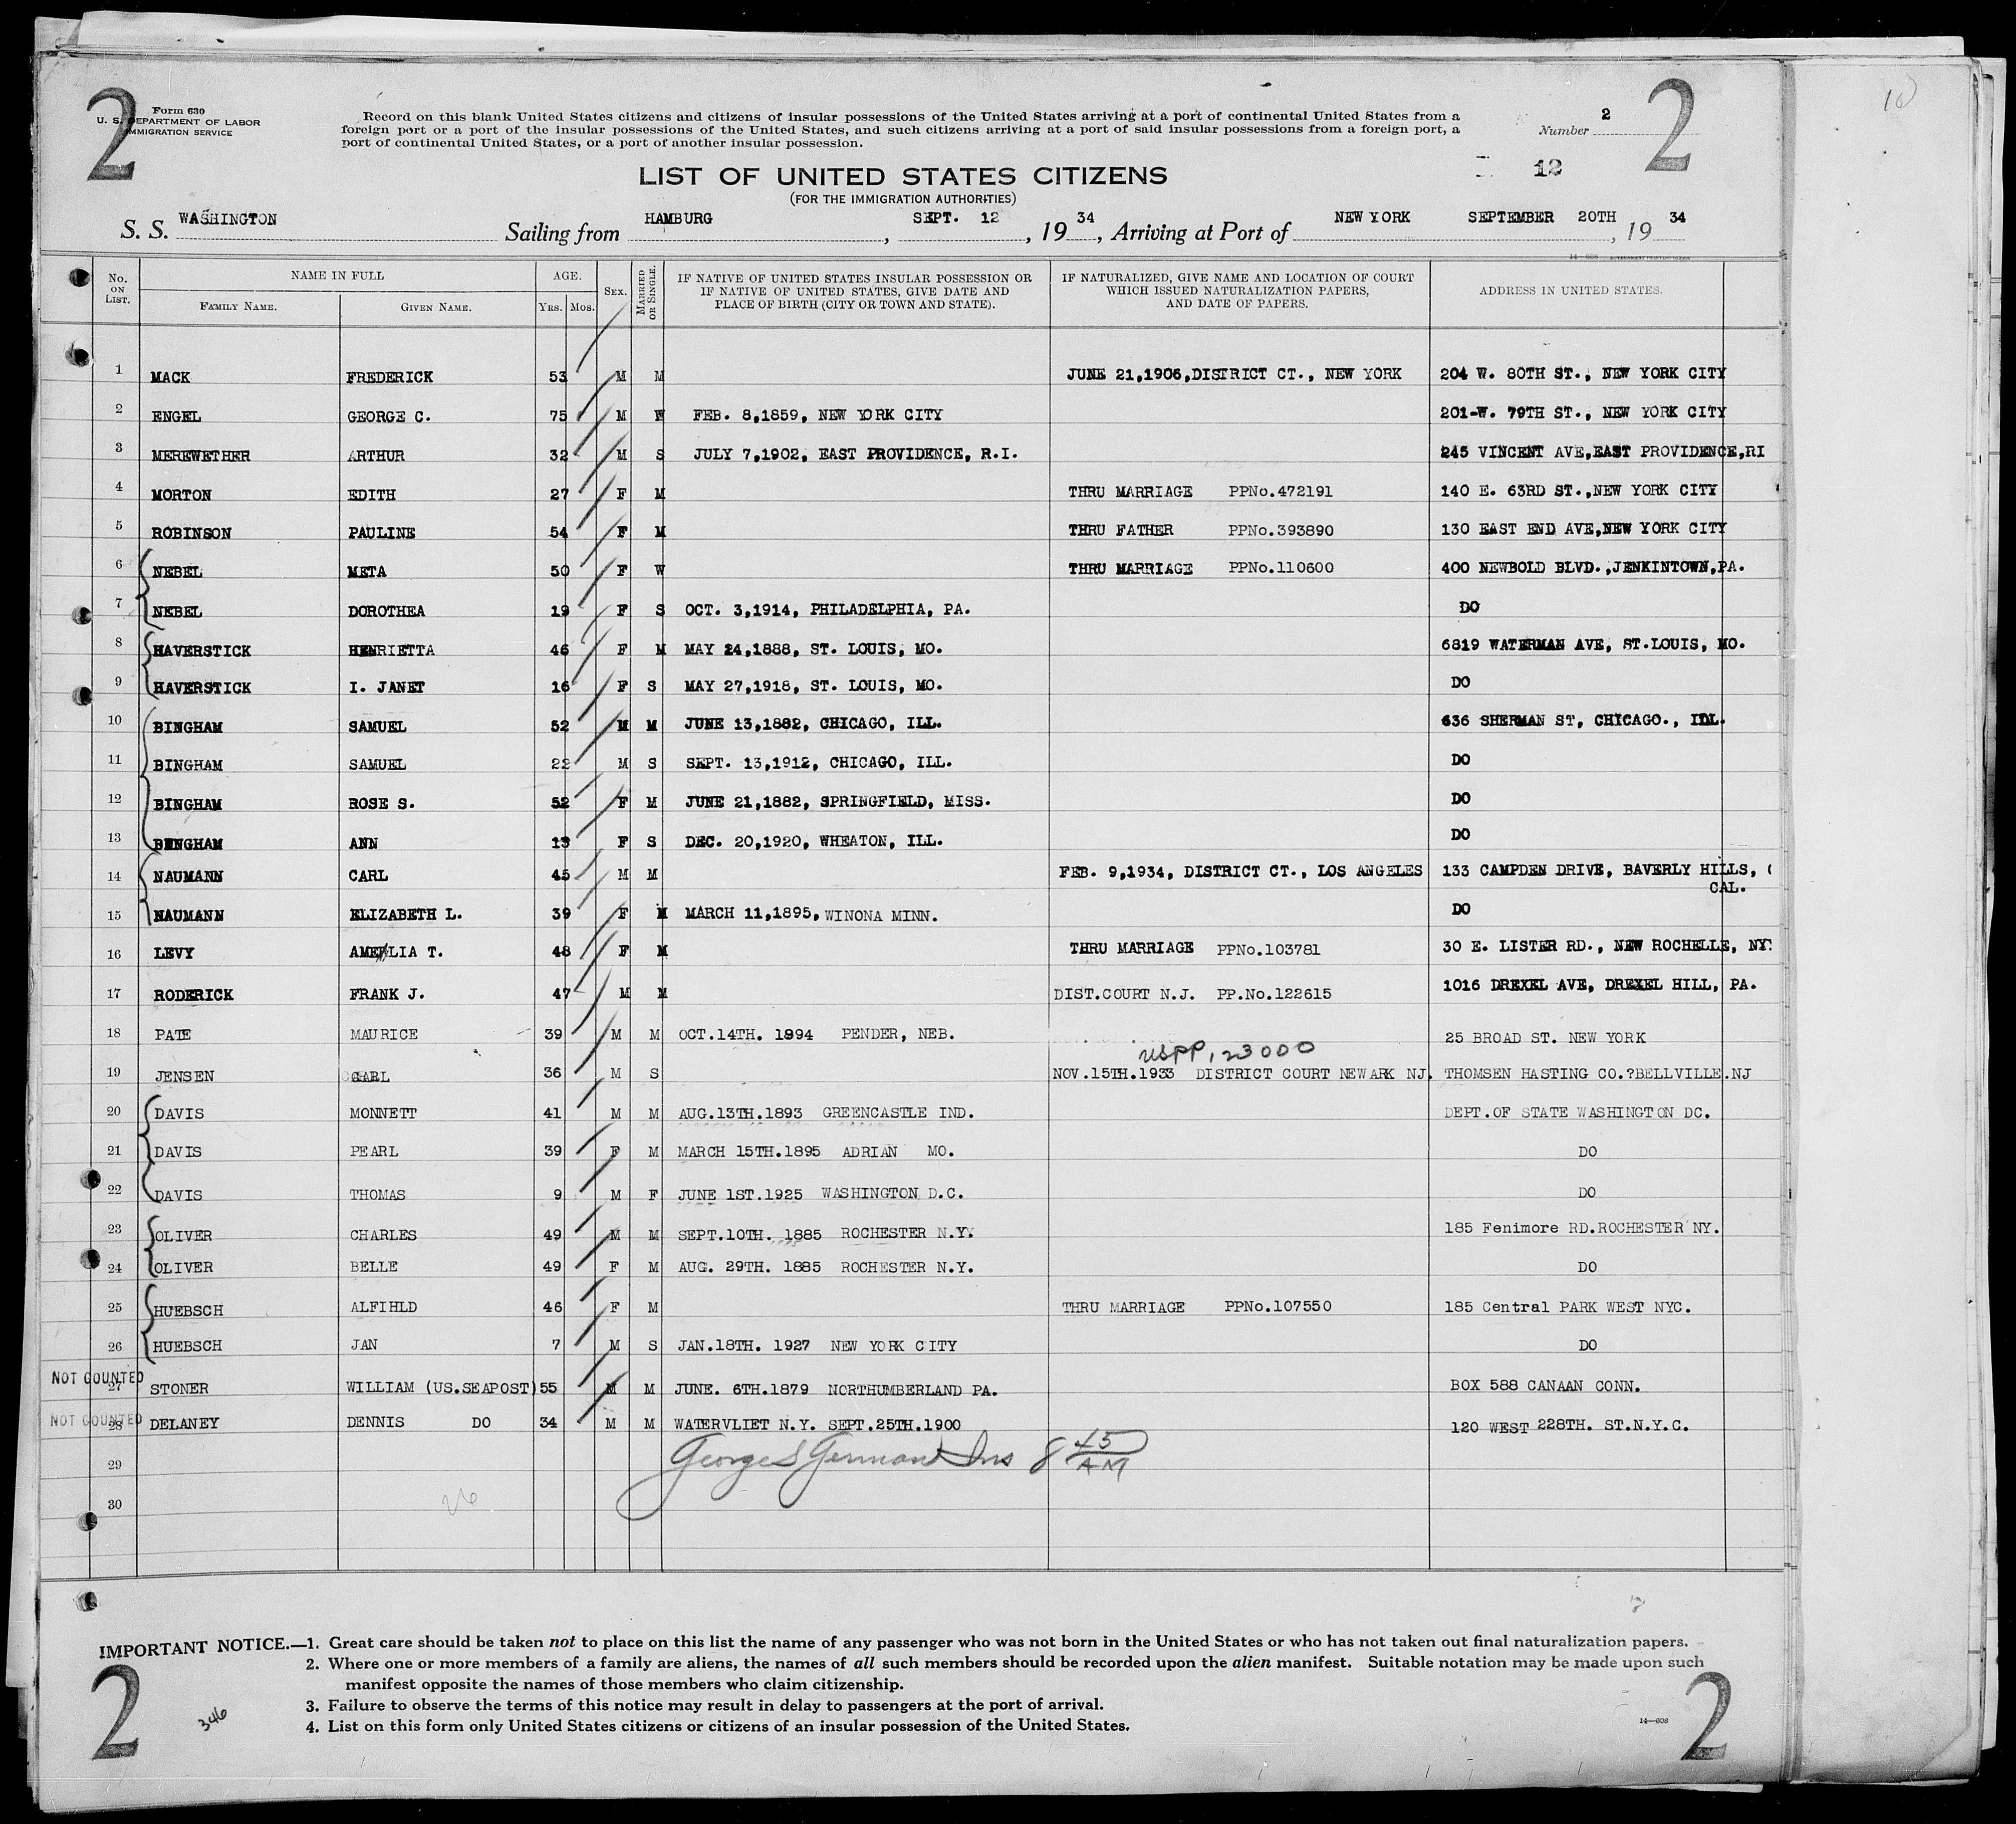 2
Form 630
U. S. DEPARTMENT OF LABOR
IMMIGRATION SERVICE
Record on this blank United States citizens and citizens of insular possessions of the United States arriving at a port of continental United States from a
foreign port or a port of the insular possessions of the United States, and such citizens arriving at a port of said insular possessions from a foreign port, a
port of continental United States, or a port of another insular possession.
Number 2
2
12
10
LIST OF UNITED STATES CITIZENS
(FOR THE IMMIGRATION AUTHORITIES)
S. S. WASHINGTON Sailing from HAMBURG, SEPT. 12, 1934, Arriving at Port of NEW YORK SEPTEMBER 20TH, 1934
No. ON LIST. NAME IN FULL AGE. SEX. MARRIED OR SINGLE. IF NATIVE OF UNITED STATES INSULAR POSSESSION OR IF NATIVE OF UNITED STATES, GIVE DATE AND PLACE OF BIRTH (CITY OR TOWN AND STATE). IF NATURALIZED, GIVE NAME AND LOCATION OF COURT WHICH ISSUED NATURALIZATION PAPERS, AND DATE OF PAPERS. ADDRESS IN UNITED STATES.
FAMILY NAME. GIVEN NAME. YRS. MOS.
1 MACK FREDERICK 53 M M JUNE 21,1906,DISTRICT CT., NEW YORK 204 W. 80TH ST., NEW YORK CITY
2 ENGEL GEORGE C. 75 M W FEB. 8,1859, NEW YORK CITY 201-W. 79TH ST., NEW YORK CITY
3 MEREWETHER ARTHUR 32 M S JULY 7,1902, EAST PROVIDENCE, R.I. 245 VINCENT AVE,EAST PROVIDENCE,RI
4 MORTON EDITH 27 F M THRU MARRIAGE PPNo.472191 140 E. 63RD ST.,NEW YORK CITY
5 ROBINSON PAULINE 54 F M THRU FATHER PPNo.393890 130 EAST END AVE,NEW YORK CITY
6 NEBEL META 50 F W THRU MARRIAGE PPNo.110600 400 NEWBOLD BLVD.,JENKINTOWN,PA.
7 NEBEL DOROTHEA 19 F S OCT. 3,1914, PHILADELPHIA, PA. DO
8 HAVERSTICK HENRIETTA 46 F M MAY 24,1888, ST. LOUIS, MO. 6819 WATERMAN AVE, ST.LOUIS, MO.
9 HAVERSTICK I. JANET 16 F S MAY 27,1918, ST. LOUIS, MO. DO
10 BINGHAM SAMUEL 52 M M JUNE 13,1882, CHICAGO, ILL. 636 SHERMAN ST, CHICAGO., ILL.
11 BINGHAM SAMUEL 22 M S SEPT. 13,1912, CHICAGO, ILL. DO
12 BINGHAM ROSE S. 52 F M JUNE 21,1882, SPRINGFIELD, MISS. DO
13 BINGHAM ANN 13 F S DEC. 20,1920, WHEATON, ILL. DO
14 NAUMANN CARL 45 M M FEB. 9,1934, DISTRICT CT., LOS ANGELES 133 CAMPDEN DRIVE, BAVERLY HILLS, (
CAL.
15 NAUMANN ELIZABETH L. 39 F M MARCH 11,1895, WINONA MINN. DO
16 LEVY AMELIA T. 48 F M THRU MARRIAGE PPNo.103781 30 E. LISTER RD., NEW ROCHELLE, NY.
17 RODERICK FRANK J. 47 M M DIST.COURT N.J. PP.No.122615 1016 DREXEL AVE, DREXEL HILL, PA.
18 PATE MAURICE 39 M M OCT.14TH. 1894 PENDER, NEB. 25 BROAD ST. NEW YORK
USPP, 23000
19 JENSEN CARL 36 M S NOV.15TH.1933 DISTRICT COURT NEWARK NJ. THOMSEN HASTING CO.?BELLVILLE.NJ
20 DAVIS MONNETT 41 M M AUG.13TH.1893 GREENCASTLE IND. DEPT.OF STATE WASHINGTON DC.
21 DAVIS PEARL 39 F M MARCH 15TH.1895 ADRIAN MO. DO
22 DAVIS THOMAS 9 M F JUNE 1ST.1925 WASHINGTON D.C. DO
23 OLIVER CHARLES 49 M M SEPT.10TH. 1885 ROCHESTER N.Y. 185 Fenimore RD.ROCHESTER NY.
24 OLIVER BELLE 49 F M AUG. 29TH. 1885 ROCHESTER N.Y. DO
25 HUEBSCH ALFIHLD 46 F M THRU MARRIAGE PPNo.107550 185 Central PARK WEST NYC.
26 HUEBSCH JAN 7 M S JAN.18TH. 1927 NEW YORK CITY DO
NOT COUNTED
27 STONER WILLIAM (US.SEAPOST) 55 M M JUNE. 6TH.1879 NORTHUMBERLAND PA. BOX 588 CANAAN CONN.
NOT COUNTED
28 DELANEY DENNIS DO 34 M M WATERVLIET N.Y. SEPT.25TH.1900 120 WEST 228TH. ST.N.Y.C.
29 George S Germand Ins 8 45 AM
30 26
IMPORTANT NOTICE.—1. Great care should be taken not to place on this list the name of any passenger who was not born in the United States or who has not taken out final naturalization papers.
2. Where one or more members of a family are aliens, the names of all such members should be recorded upon the alien manifest. Suitable notation may be made upon such
manifest opposite the names of those members who claim citizenship.
3. Failure to observe the terms of this notice may result in delay to passengers at the port of arrival.
4. List on this form only United States citizens or citizens of an insular possession of the United States.
2
346
14—608
2